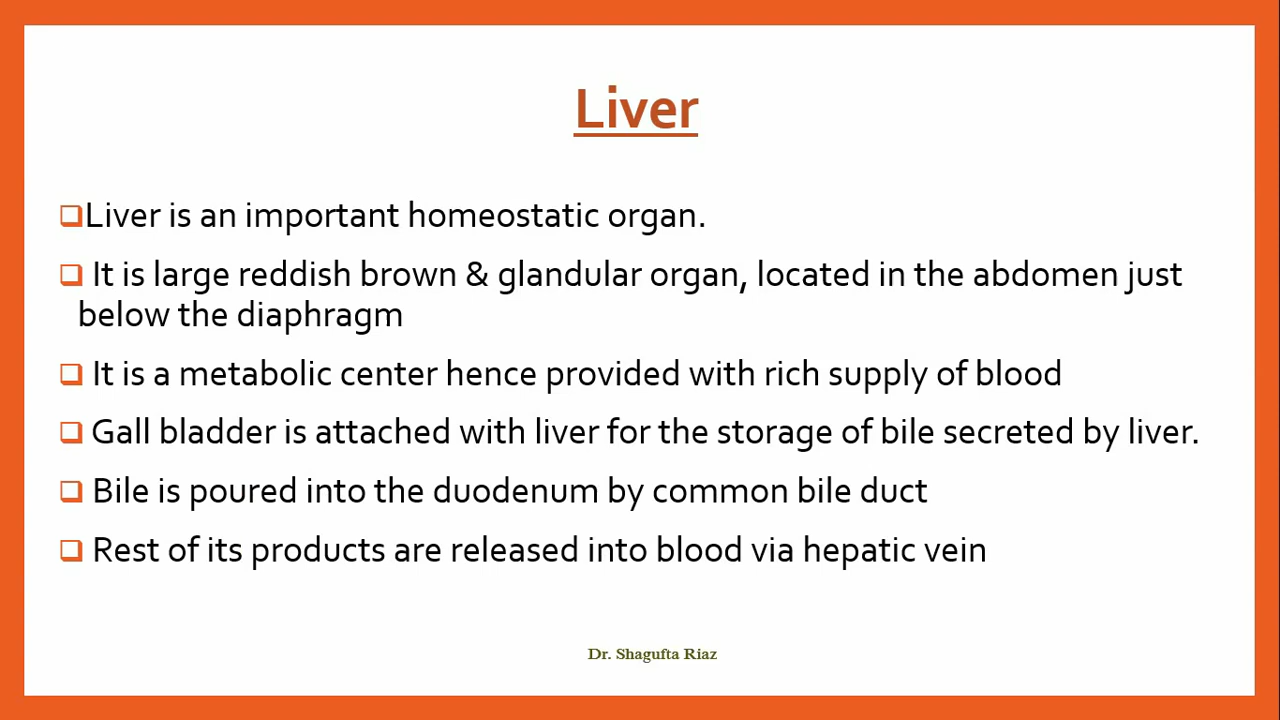 Liver
Liver is an important homeostatic organ.
It is large reddish brown & glandular organ, located in the abdomen just
below the diaphragm
It is a metabolic center hence provided with rich supply of blood
Gall bladder is attached with liver for the storage of bile secreted by liver.
Bile is poured into the duodenum by common bile duct
Rest of its products are released into blood via hepatic vein
Dr. Shagufta Riaz